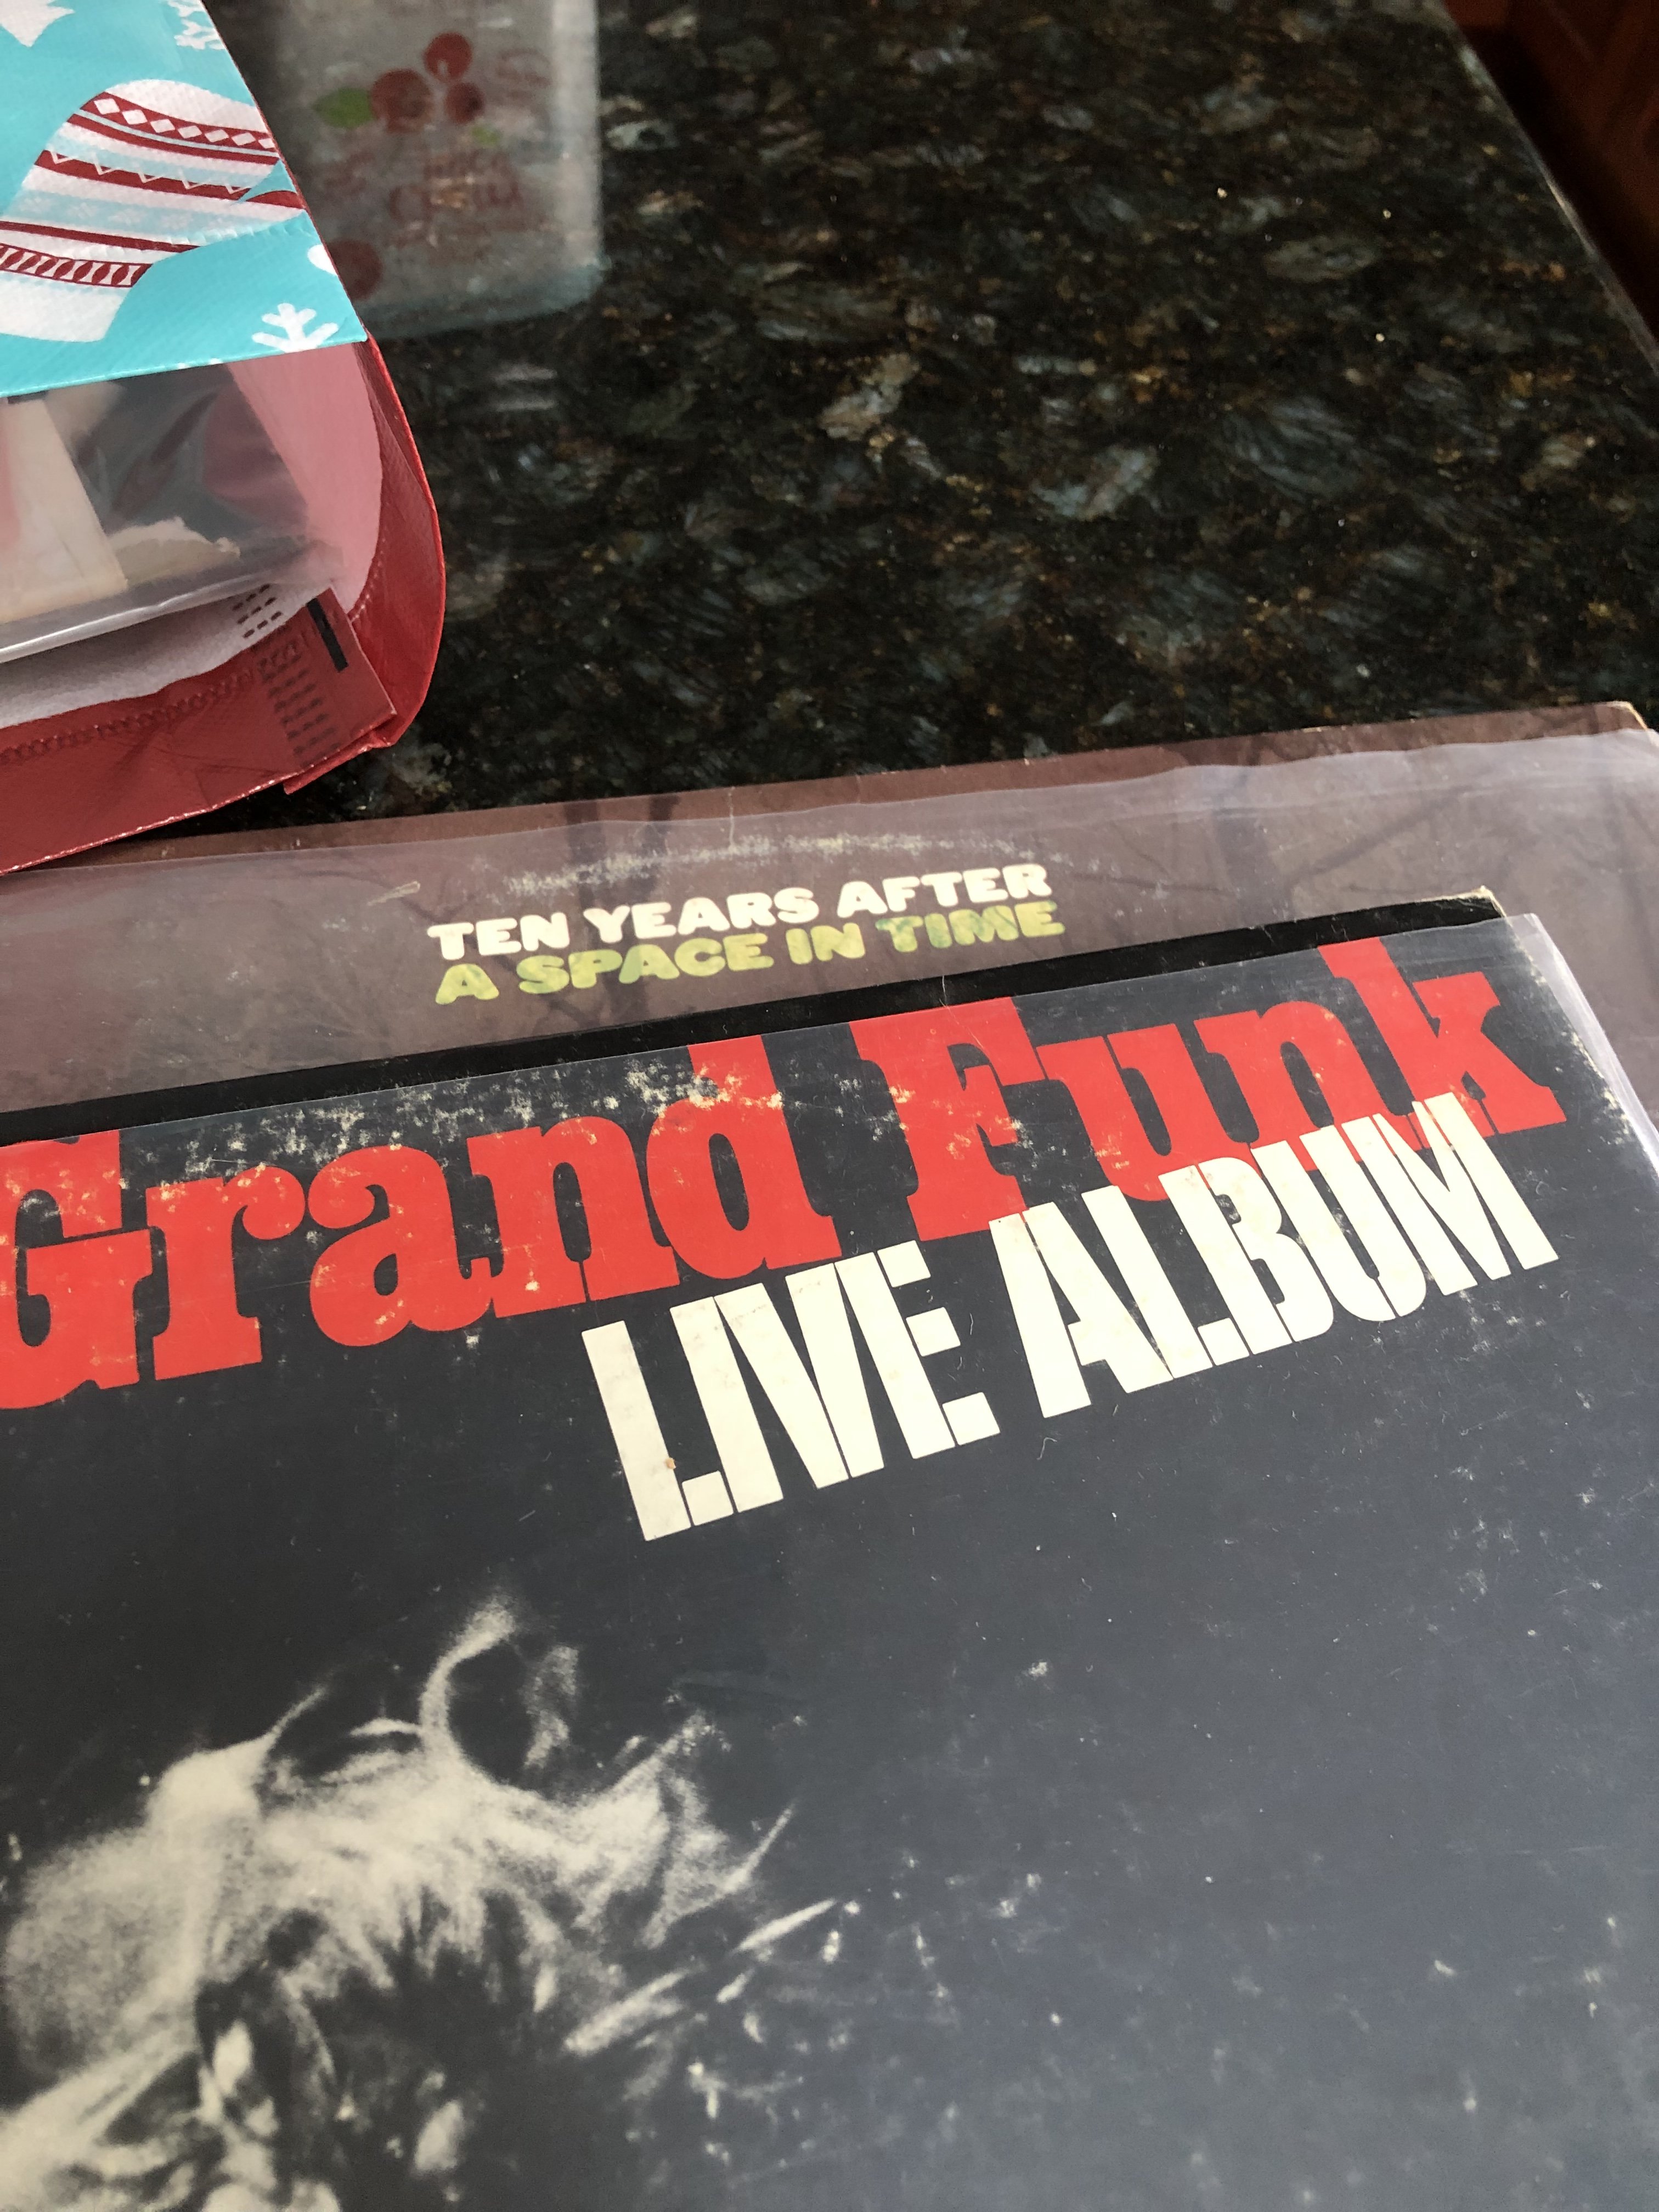 TEN YEARS AFTER
A SPACE IN TIME
Grand Funk
LIVE ALBUM